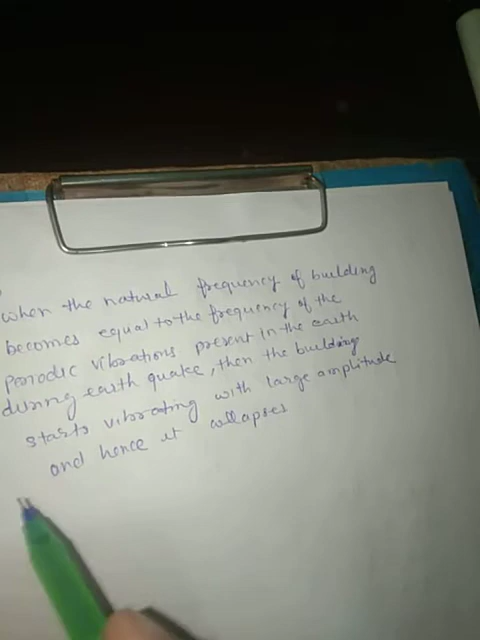 when the natural frequency of building
becomes equal to the frequency of the
periodic vibrations present in the earth
during earth quake, then the building
starts vibrating with large amplitude
and hence it collapses